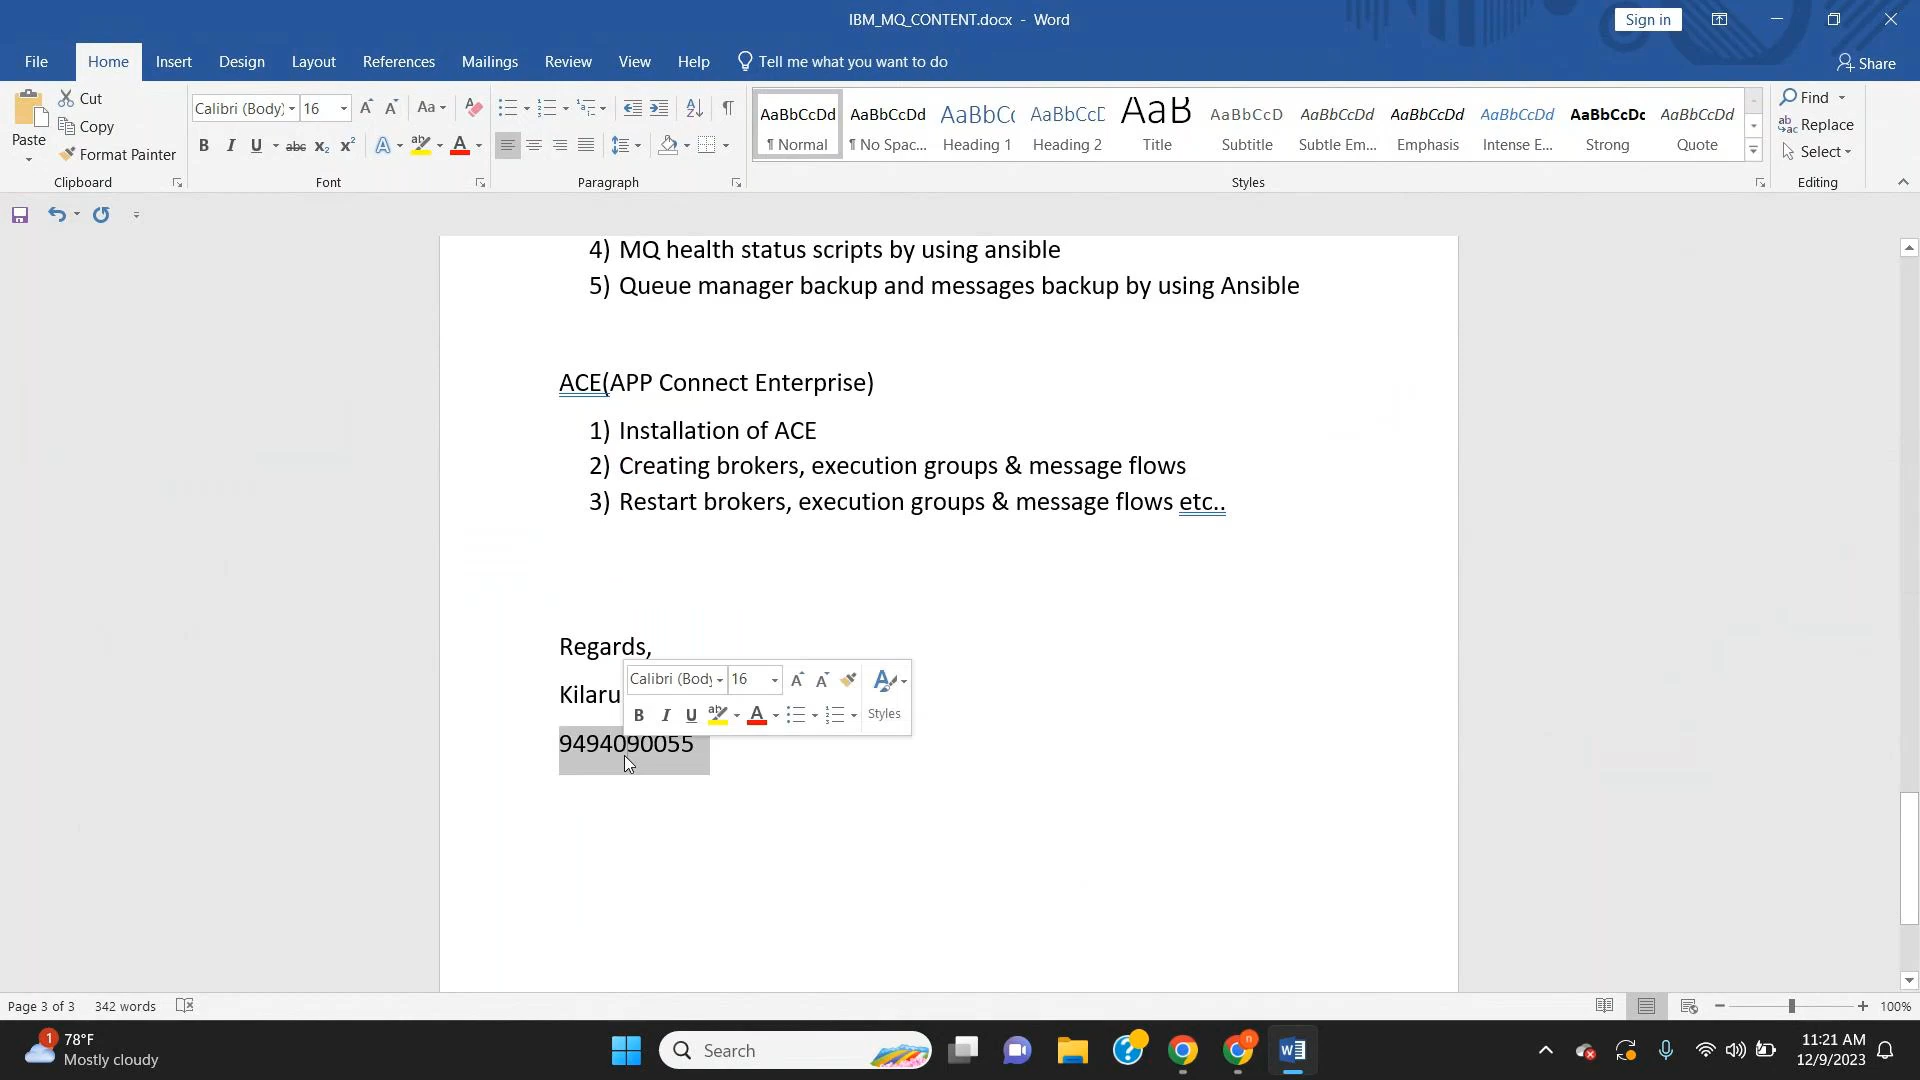 IBM_MQ_CONTENT.docx - Word
Sign in
File Home Insert Design Layout References Mailings Review View Help Tell me what you want to do
Share
Paste
Cut
Copy
Format Painter
Clipboard
Calibri (Body) 16
Font
Paragraph
AaBbCcDd AaBbCcDd AaBbCc AaBbCcC AaB AaBbCcD AaBbCcDd AaBbCcDd AaBbCcDd AaBbCcDc AaBbCcDd
¶ Normal ¶ No Spac... Heading 1 Heading 2 Title Subtitle Subtle Em... Emphasis Intense E... Strong Quote
Styles
Find
Replace
Select
Editing
4) MQ health status scripts by using ansible
5) Queue manager backup and messages backup by using Ansible
ACE(APP Connect Enterprise)
1) Installation of ACE
2) Creating brokers, execution groups & message flows
3) Restart brokers, execution groups & message flows etc..
Regards,
Kilaru
Calibri (Body 16
Styles
9494090055
Page 3 of 3 342 words
100%
1
78°F
Mostly cloudy
Search
11:21 AM
12/9/2023